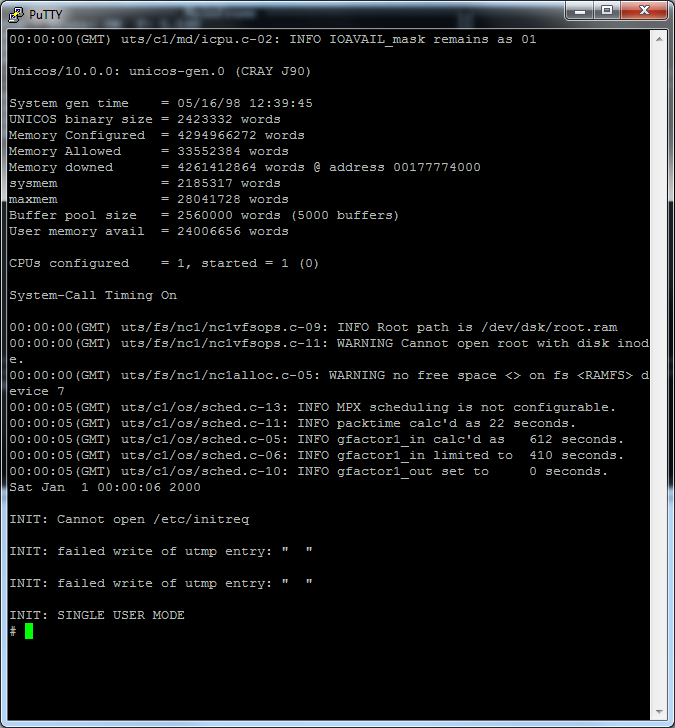 PuTTY
00:00:00(GMT) uts/c1/md/icpu.c-02: INFO IOAVAIL_mask remains as 01
Unicos/10.0.0: unicos-gen.0 (CRAY J90)
System gen time    = 05/16/98 12:39:45
UNICOS binary size = 2423332 words
Memory Configured  = 4294966272 words
Memory Allowed     = 33552384 words
Memory downed      = 4261412864 words @ address 00177774000
sysmem             = 2185317 words
maxmem             = 28041728 words
Buffer pool size   = 2560000 words (5000 buffers)
User memory avail  = 24006656 words
CPUs configured    = 1, started = 1 (0)
System-Call Timing On
00:00:00(GMT) uts/fs/nc1/nc1vfsops.c-09: INFO Root path is /dev/dsk/root.ram
00:00:00(GMT) uts/fs/nc1/nc1vfsops.c-11: WARNING Cannot open root with disk inod
e.
00:00:00(GMT) uts/fs/nc1/nc1alloc.c-05: WARNING no free space <> on fs <RAMFS> d
evice 7
00:00:05(GMT) uts/c1/os/sched.c-13: INFO MPX scheduling is not configurable.
00:00:05(GMT) uts/c1/os/sched.c-11: INFO packtime calc'd as 22 seconds.
00:00:05(GMT) uts/c1/os/sched.c-05: INFO gfactor1_in calc'd as   612 seconds.
00:00:05(GMT) uts/c1/os/sched.c-06: INFO gfactor1_in limited to  410 seconds.
00:00:05(GMT) uts/c1/os/sched.c-10: INFO gfactor1_out set to     0 seconds.
Sat Jan  1 00:00:06 2000
INIT: Cannot open /etc/initreq
INIT: failed write of utmp entry: "  "
INIT: failed write of utmp entry: "  "
INIT: SINGLE USER MODE
#